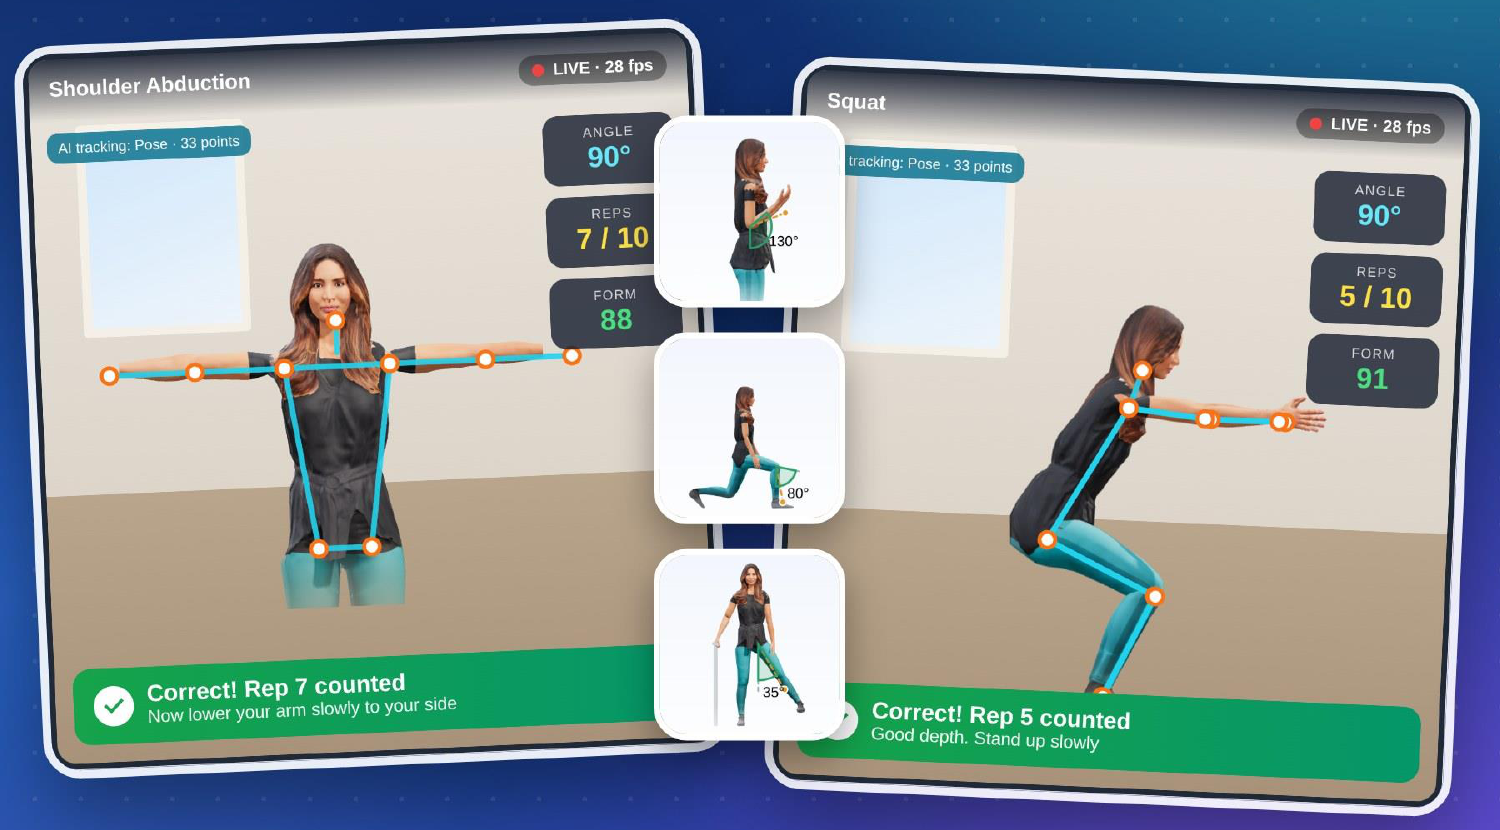 Shoulder Abduction
LIVE · 28 fps
AI tracking: Pose · 33 points
ANGLE
90°
REPS
7 / 10
FORM
88
Correct! Rep 7 counted
Now lower your arm slowly to your side
130°
80°
35°
Squat
LIVE · 28 fps
tracking: Pose · 33 points
ANGLE
90°
REPS
5 / 10
FORM
91
Correct! Rep 5 counted
Good depth. Stand up slowly